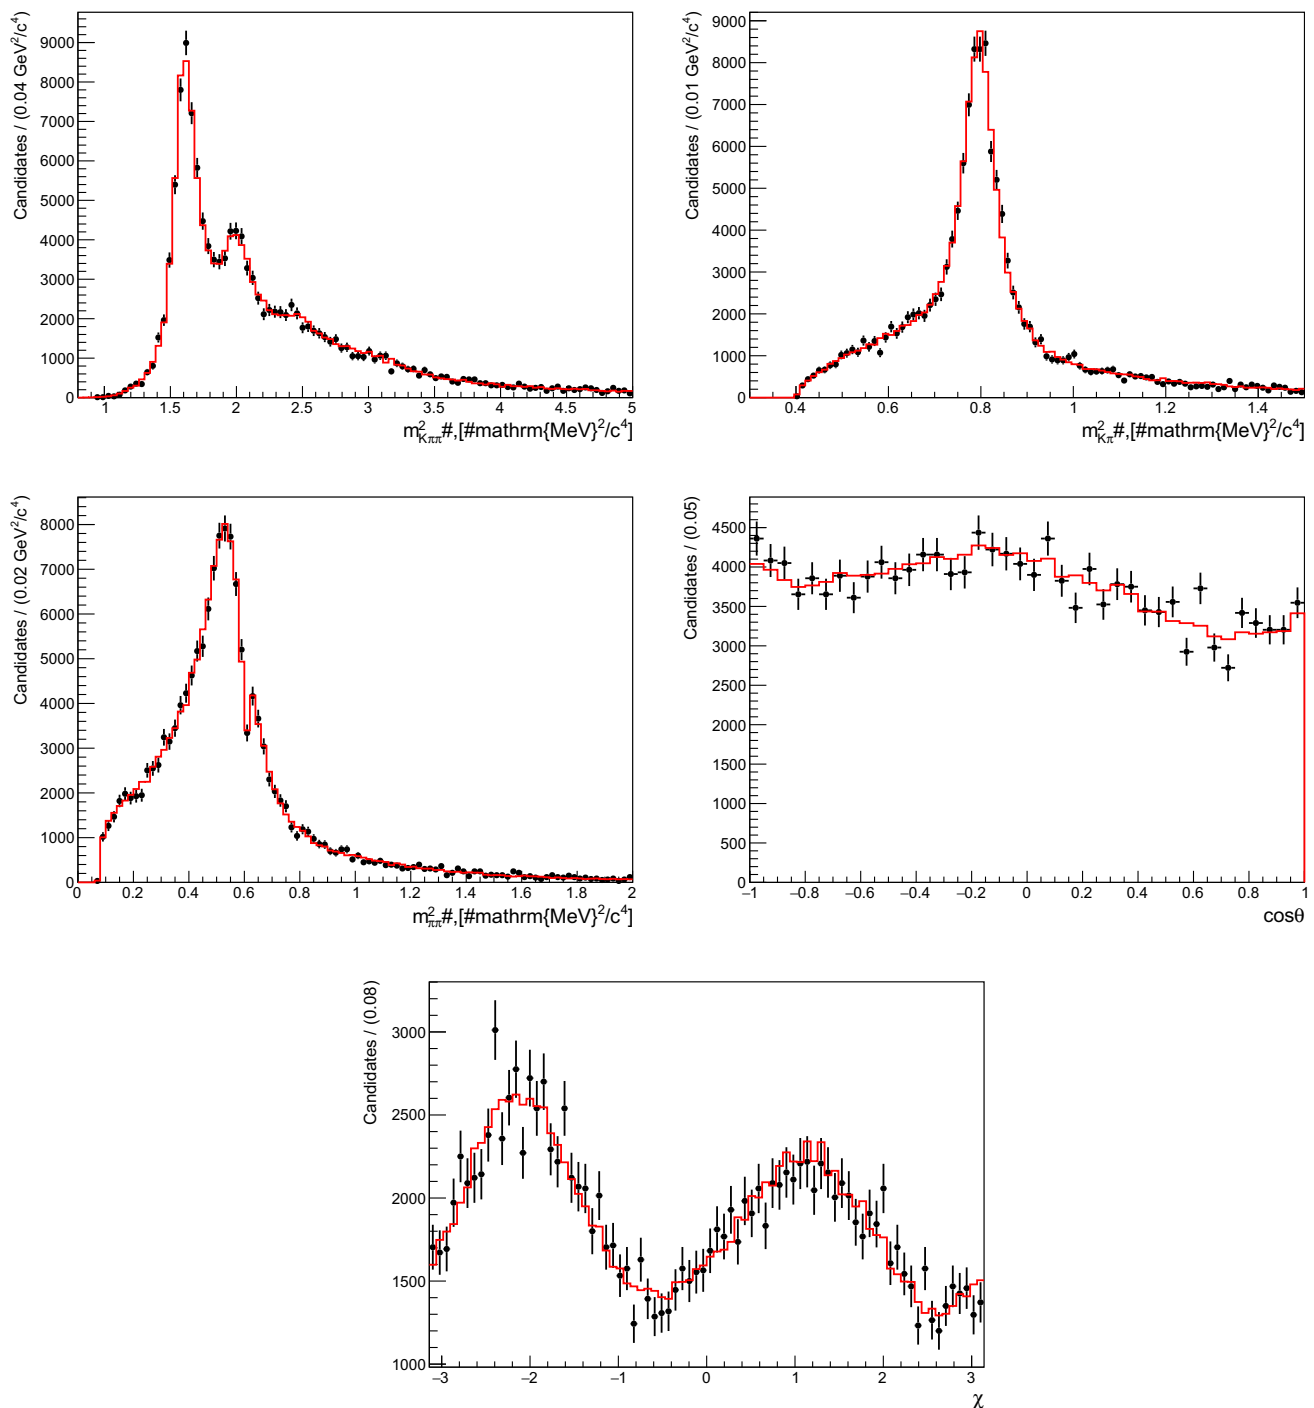 Candidates / (0.04 GeV²/c⁴)
9000
8000
7000
6000
5000
4000
3000
2000
1000
0
1 1.5 2 2.5 3 3.5 4 4.5 5
m²Kππ#,[#mathrm{MeV}²/c⁴]
Candidates / (0.01 GeV²/c⁴)
9000
8000
7000
6000
5000
4000
3000
2000
1000
0
0.4 0.6 0.8 1 1.2 1.4
m²Kπ#,[#mathrm{MeV}²/c⁴]
Candidates / (0.02 GeV²/c⁴)
8000
7000
6000
5000
4000
3000
2000
1000
0
0 0.2 0.4 0.6 0.8 1 1.2 1.4 1.6 1.8 2
m²ππ#,[#mathrm{MeV}²/c⁴]
Candidates / (0.05)
4500
4000
3500
3000
2500
2000
1500
1000
500
0
−1 −0.8 −0.6 −0.4 −0.2 0 0.2 0.4 0.6 0.8 1
cosθ
Candidates / (0.08)
3000
2500
2000
1500
1000
−3 −2 −1 0 1 2 3
χ